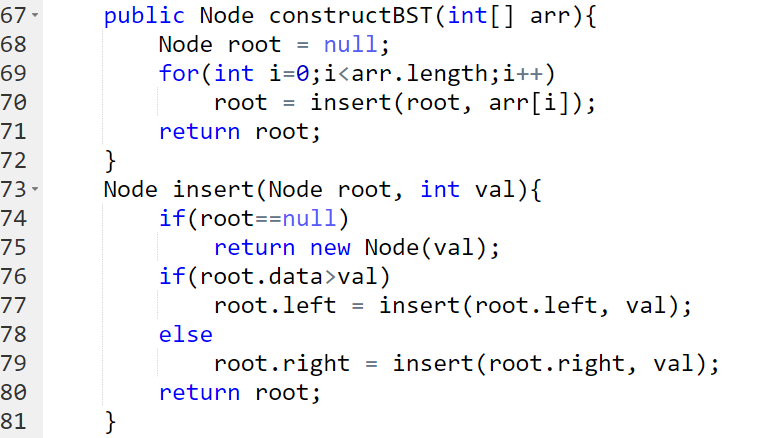 67 public Node constructBST(int[] arr){
68 Node root = null;
69 for(int i=0;i<arr.length;i++)
70 root = insert(root, arr[i]);
71 return root;
72 }
73 Node insert(Node root, int val){
74 if(root==null)
75 return new Node(val);
76 if(root.data>val)
77 root.left = insert(root.left, val);
78 else
79 root.right = insert(root.right, val);
80 return root;
81 }